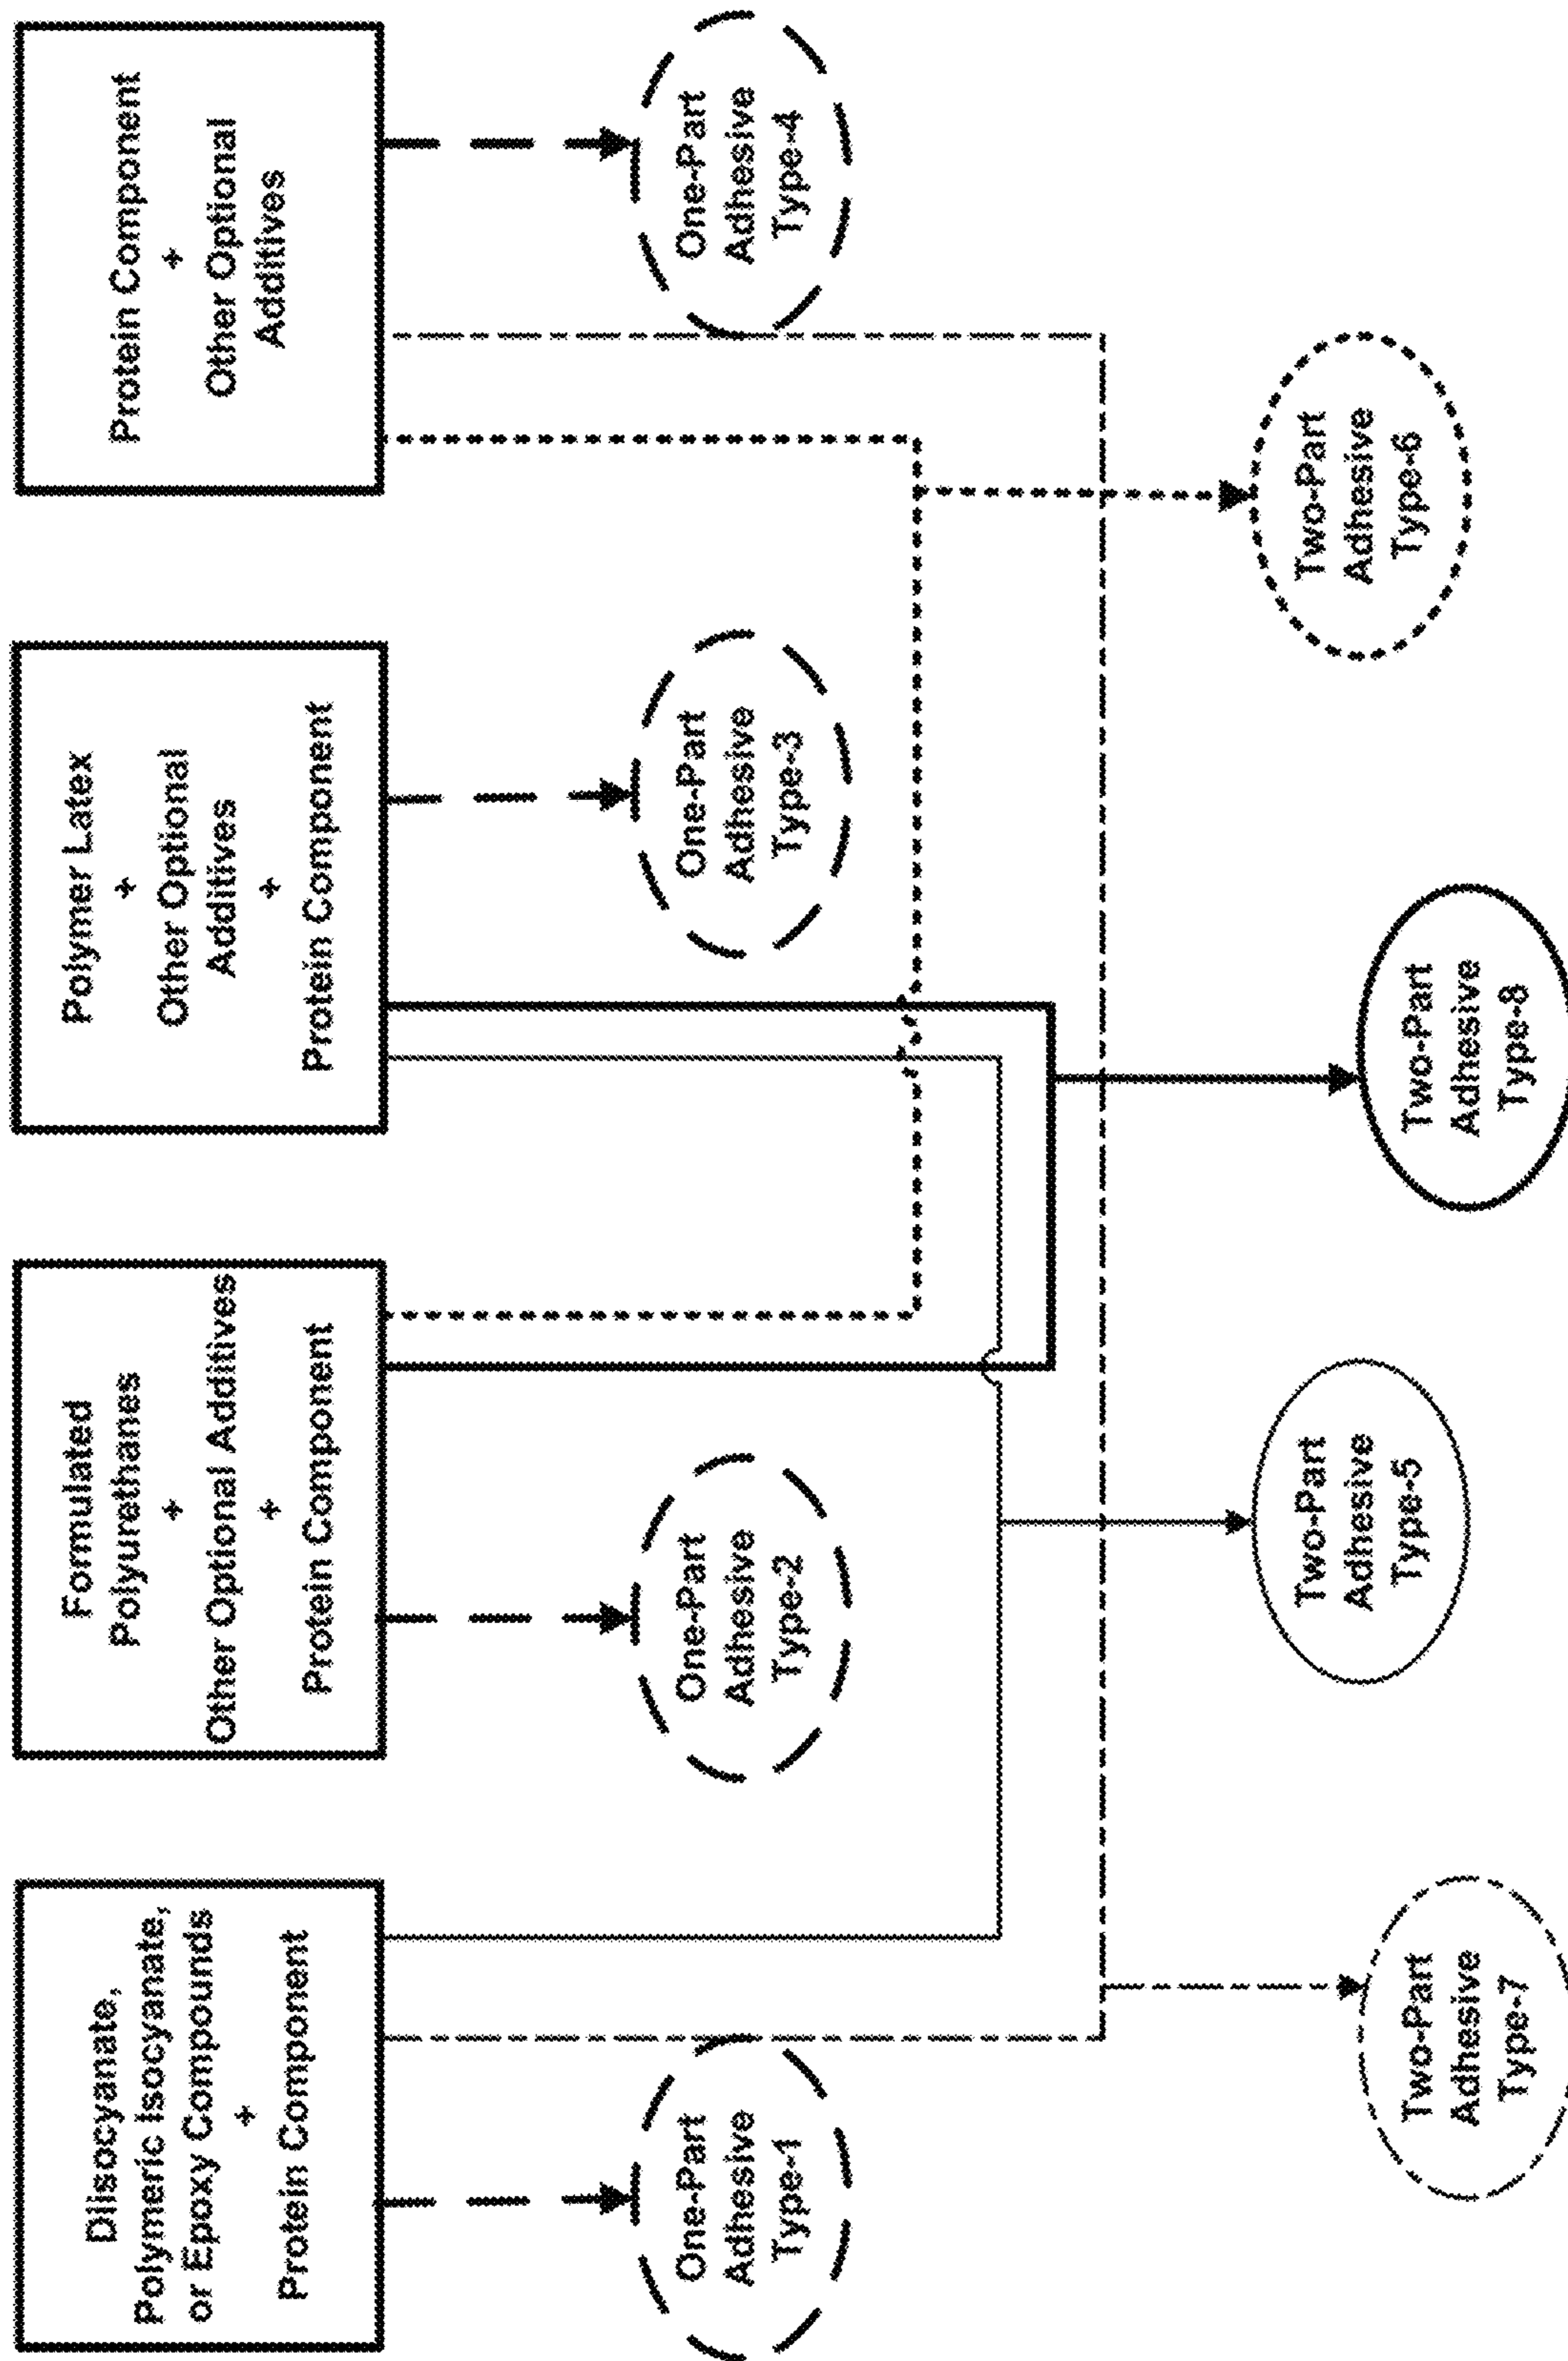 Diisocyanate,
Polymeric Isocyanate,
or Epoxy Compounds
+
Protein Component
Formulated
Polyurethanes
+
Other Optional Additives
+
Protein Component
Polymer Latex
+
Other Optional
Additives
+
Protein Component
Protein Component
+
Other Optional
Additives
One-Part
Adhesive
Type-1
One-Part
Adhesive
Type-2
One-Part
Adhesive
Type-3
One-Part
Adhesive
Type-4
Two-Part
Adhesive
Type-7
Two-Part
Adhesive
Type-5
Two-Part
Adhesive
Type-8
Two-Part
Adhesive
Type-6